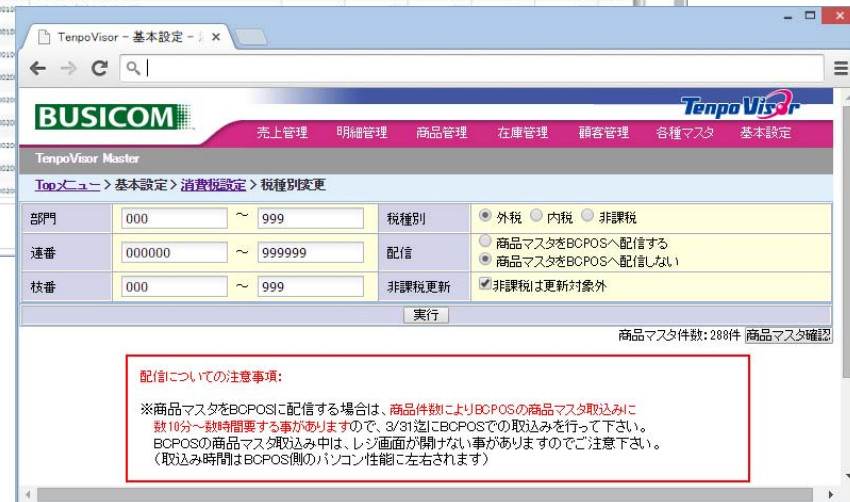 TenpoVisor - 基本設定 -
BUSICOM
Tenpo Visor
売上管理 明細管理 商品管理 在庫管理 顧客管理 各種マスタ 基本設定
TenpoVisor Master
Topメニュー > 基本設定 > 消費税設定 > 税種別変更
部門 000 ～ 999 税種別 外税 内税 非課税
連番 000000 ～ 999999 配信 商品マスタをBCPOSへ配信する
商品マスタをBCPOSへ配信しない
枝番 000 ～ 999 非課税更新 非課税は更新対象外
実行
商品マスタ件数:288件 商品マスタ確認
配信についての注意事項:
※商品マスタをBCPOSに配信する場合は、商品件数によりBCPOSの商品マスタ取込みに
数10分～数時間要する事がありますので、3/31迄にBCPOSでの取込みを行って下さい。
BCPOSの商品マスタ取込み中は、レジ画面が開けない事がありますのでご注意下さい。
（取込み時間はBCPOS側のパソコン性能に左右されます）